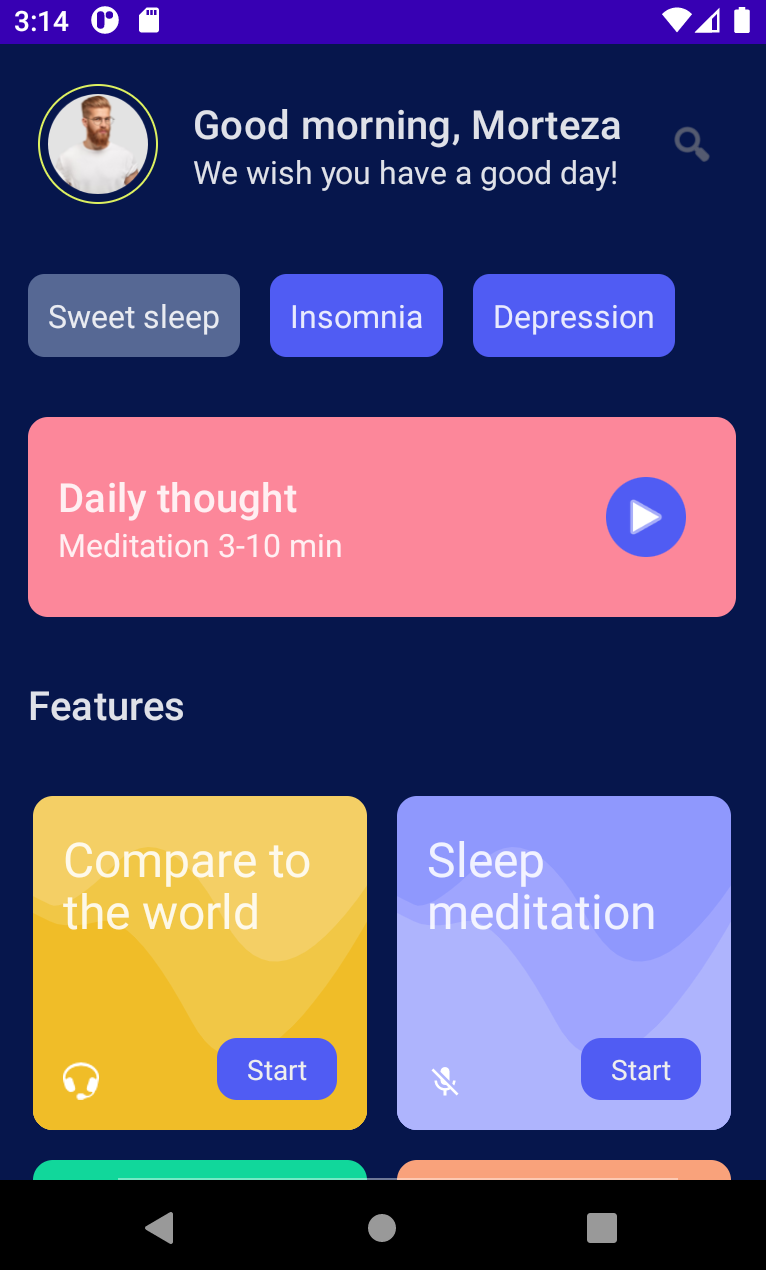 3:14
Good morning, Morteza
We wish you have a good day!
Sweet sleep
Insomnia
Depression
Daily thought
Meditation 3-10 min
Features
Compare to
the world
Start
Sleep
meditation
Start